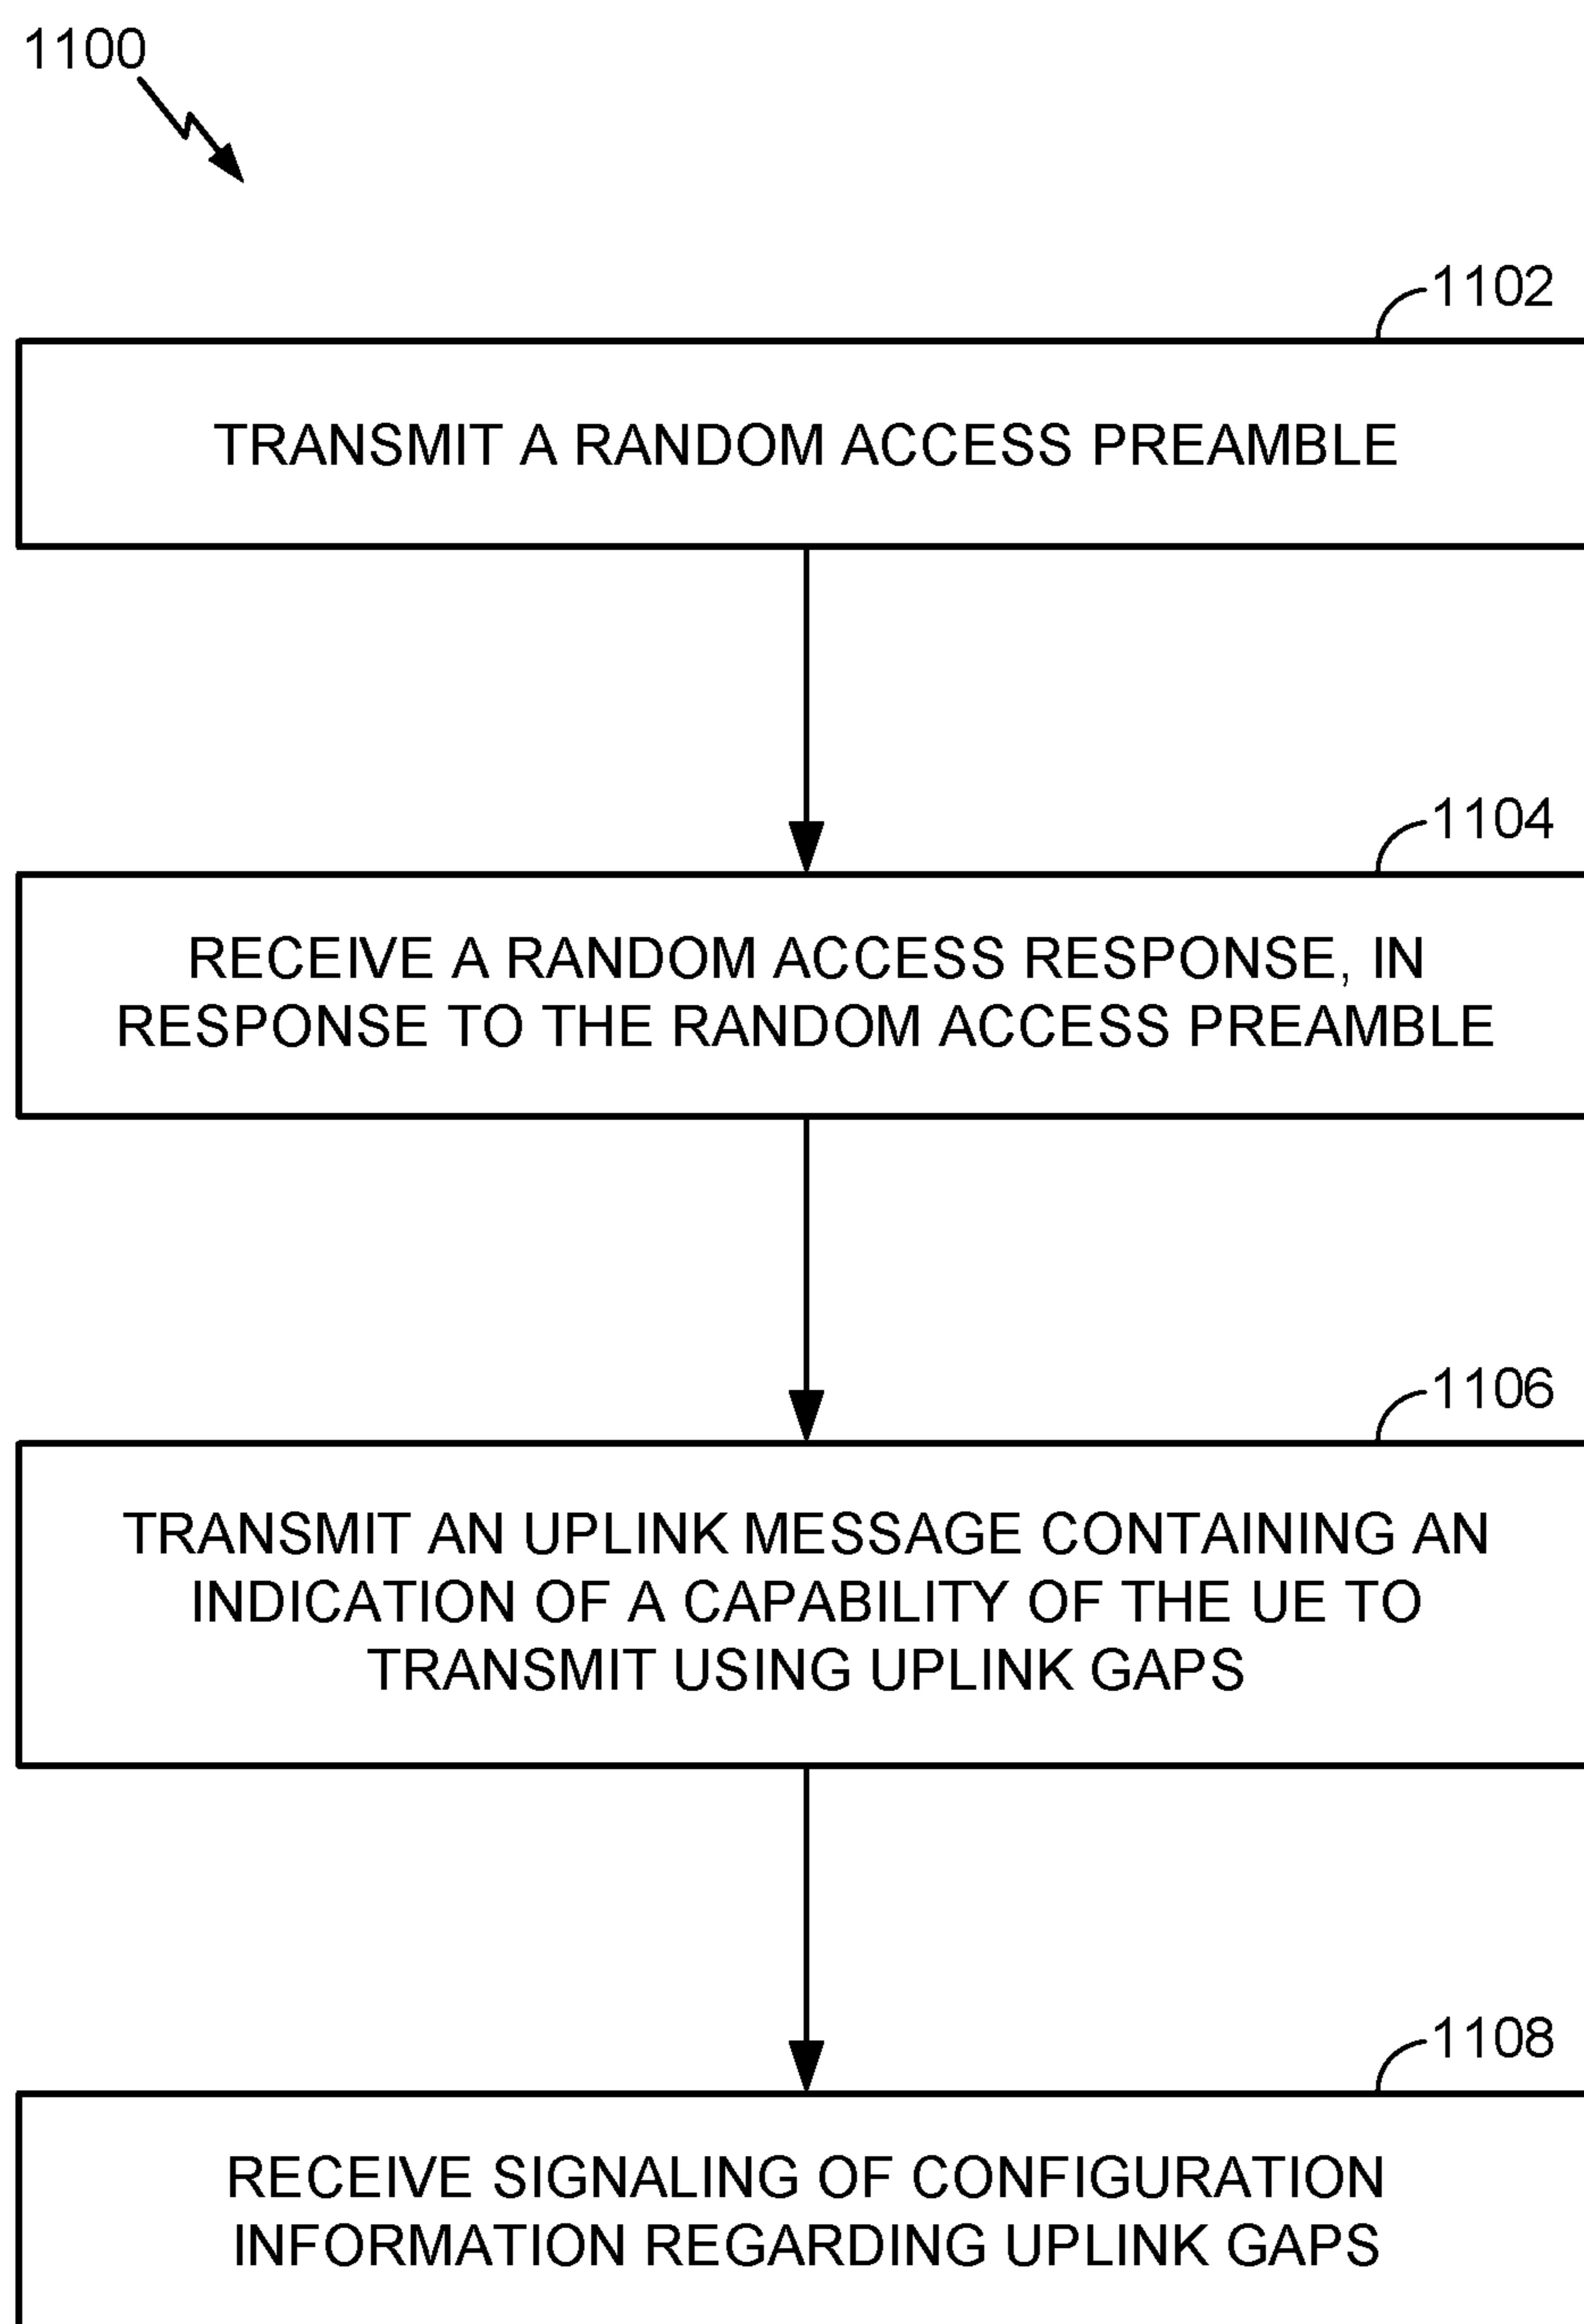 1100
1102
TRANSMIT A RANDOM ACCESS PREAMBLE
1104
RECEIVE A RANDOM ACCESS RESPONSE, IN
RESPONSE TO THE RANDOM ACCESS PREAMBLE
1106
TRANSMIT AN UPLINK MESSAGE CONTAINING AN
INDICATION OF A CAPABILITY OF THE UE TO
TRANSMIT USING UPLINK GAPS
1108
RECEIVE SIGNALING OF CONFIGURATION
INFORMATION REGARDING UPLINK GAPS